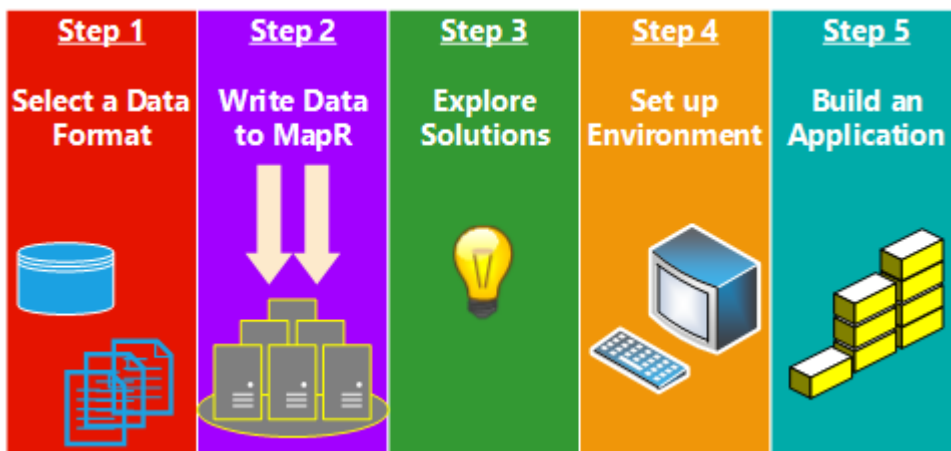 Step 1
Select a Data
Format
Step 2
Write Data
to MapR
Step 3
Explore
Solutions
Step 4
Set up
Environment
Step 5
Build an
Application